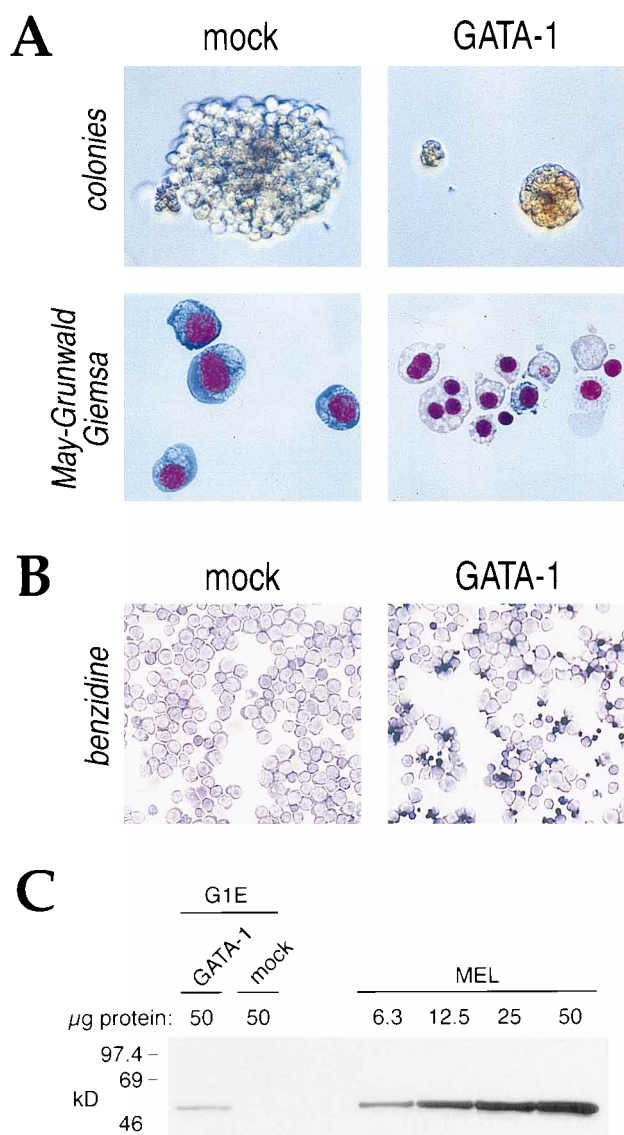 A
mock GATA-1
colonies
May-Grunwald
Giemsa
B
mock GATA-1
benzidine
C
G1E
GATA-1 mock MEL
µg protein: 50 50 6.3 12.5 25 50
97.4 –
69 –
kD
46